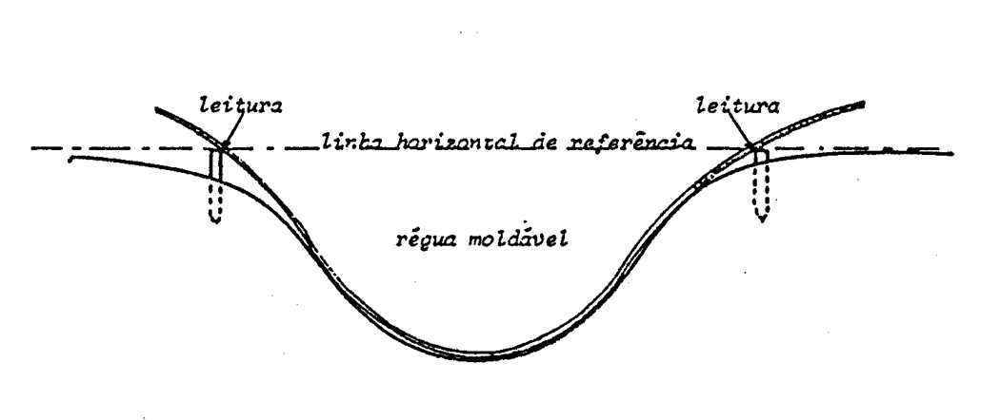 leitura
leitura
linha horizontal de referência
régua moldável